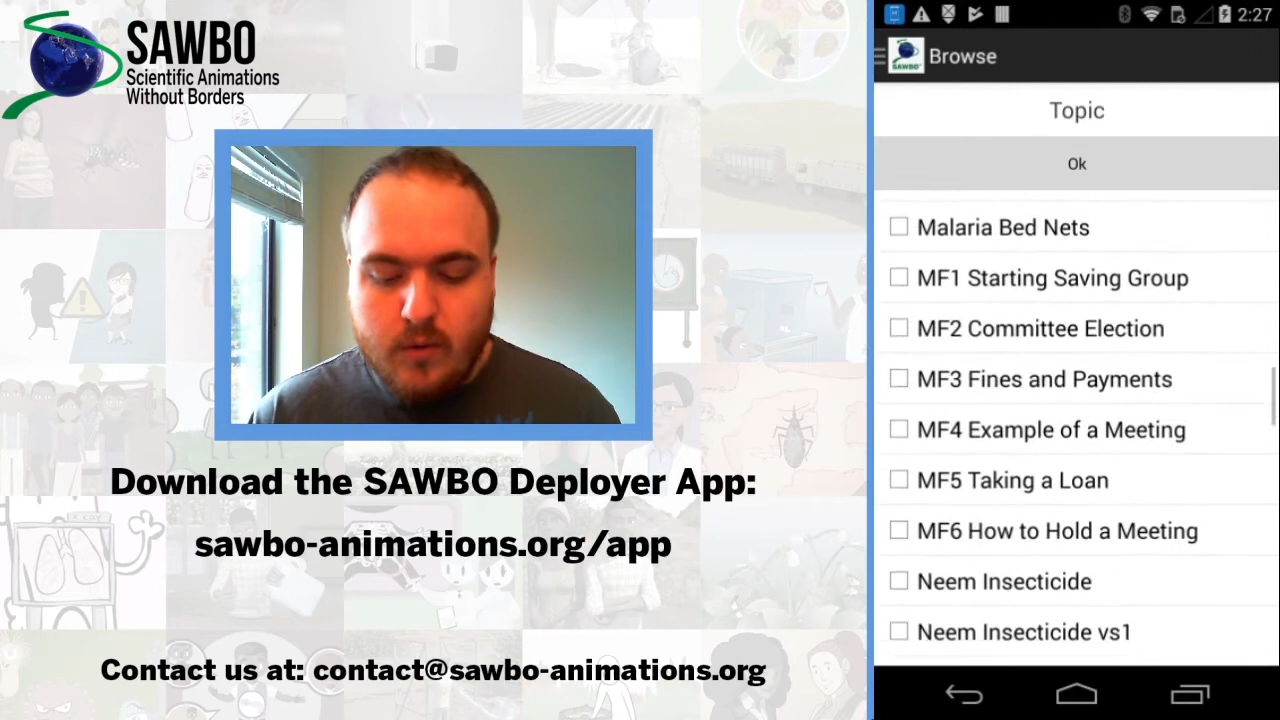 SAWBO
Scientific Animations
Without Borders
Download the SAWBO Deployer App:
sawbo-animations.org/app
Contact us at: contact@sawbo-animations.org
2:27
SAWBO
Browse
Topic
Ok
Malaria Bed Nets
MF1 Starting Saving Group
MF2 Committee Election
MF3 Fines and Payments
MF4 Example of a Meeting
MF5 Taking a Loan
MF6 How to Hold a Meeting
Neem Insecticide
Neem Insecticide vs1